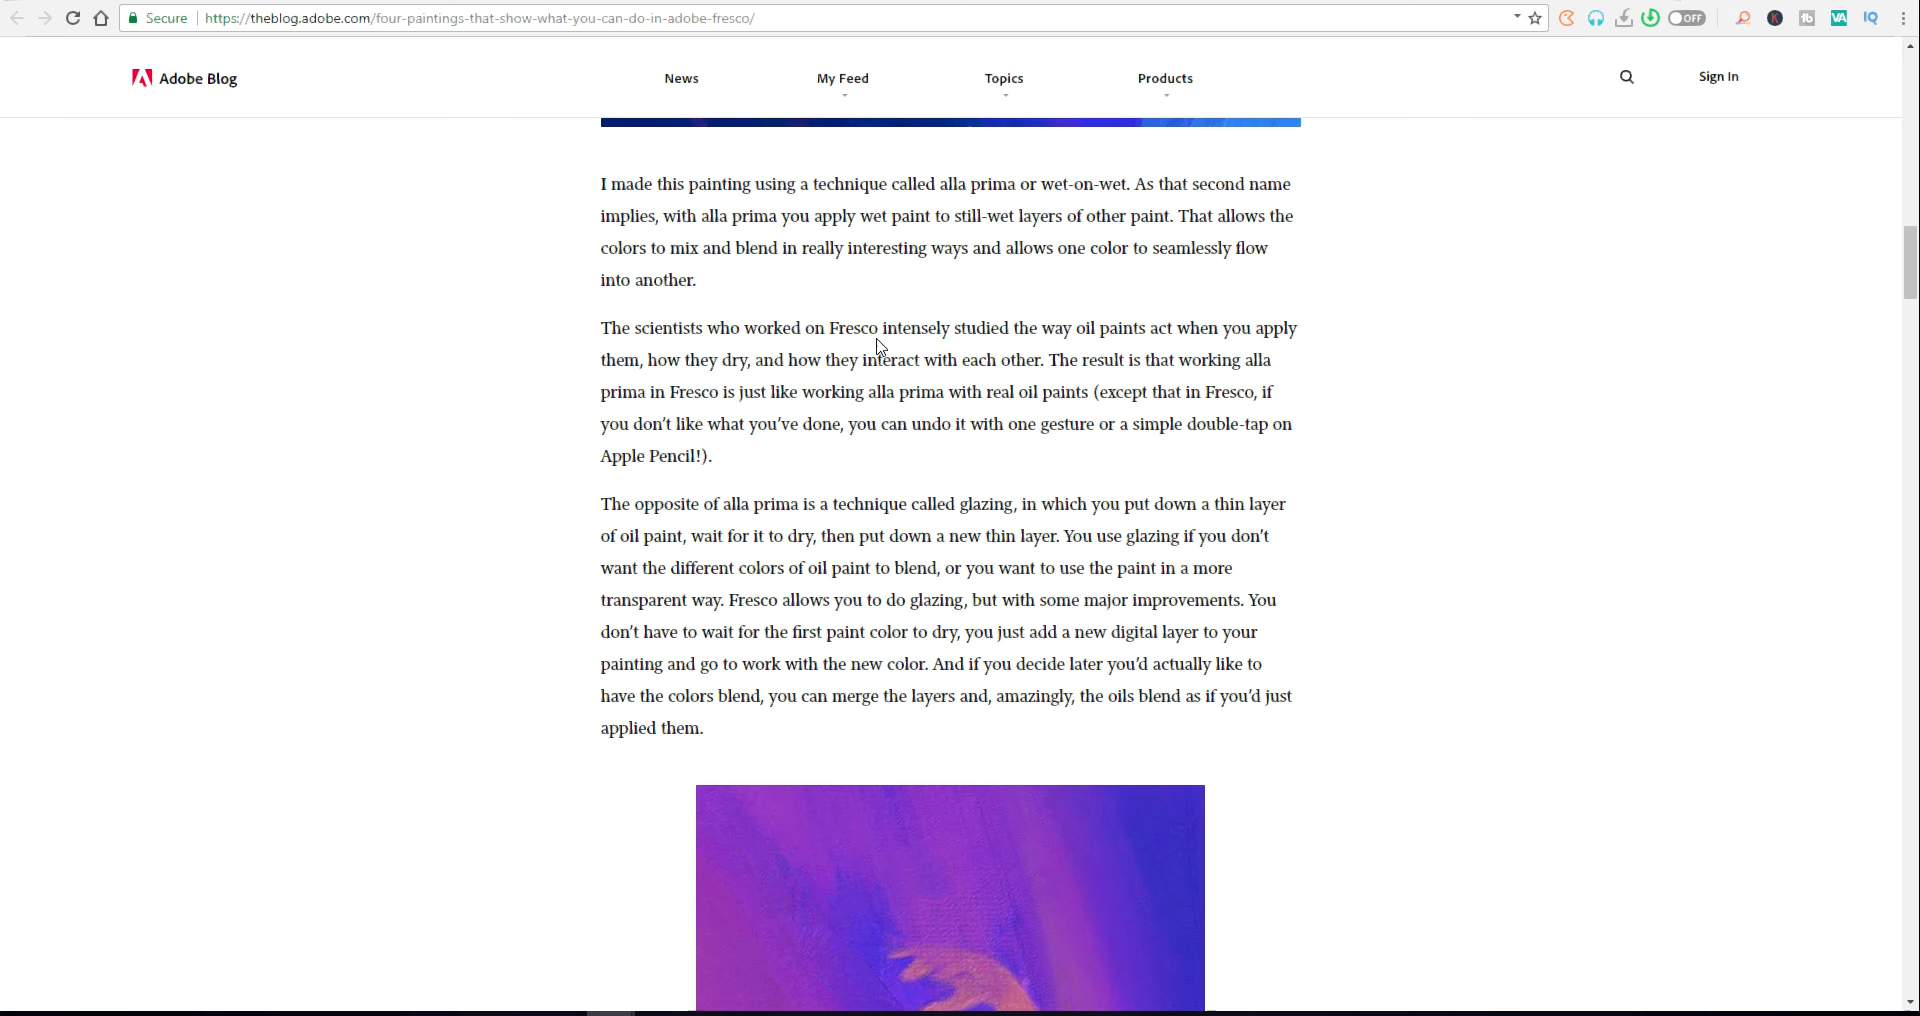 Secure https://theblog.adobe.com/four-paintings-that-show-what-you-can-do-in-adobe-fresco/
OFF K tb VA IQ
Adobe Blog News My Feed Topics Products Sign In
I made this painting using a technique called alla prima or wet-on-wet. As that second name
implies, with alla prima you apply wet paint to still-wet layers of other paint. That allows the
colors to mix and blend in really interesting ways and allows one color to seamlessly flow
into another.
The scientists who worked on Fresco intensely studied the way oil paints act when you apply
them, how they dry, and how they interact with each other. The result is that working alla
prima in Fresco is just like working alla prima with real oil paints (except that in Fresco, if
you don’t like what you’ve done, you can undo it with one gesture or a simple double-tap on
Apple Pencil!).
The opposite of alla prima is a technique called glazing, in which you put down a thin layer
of oil paint, wait for it to dry, then put down a new thin layer. You use glazing if you don’t
want the different colors of oil paint to blend, or you want to use the paint in a more
transparent way. Fresco allows you to do glazing, but with some major improvements. You
don’t have to wait for the first paint color to dry, you just add a new digital layer to your
painting and go to work with the new color. And if you decide later you’d actually like to
have the colors blend, you can merge the layers and, amazingly, the oils blend as if you’d just
applied them.